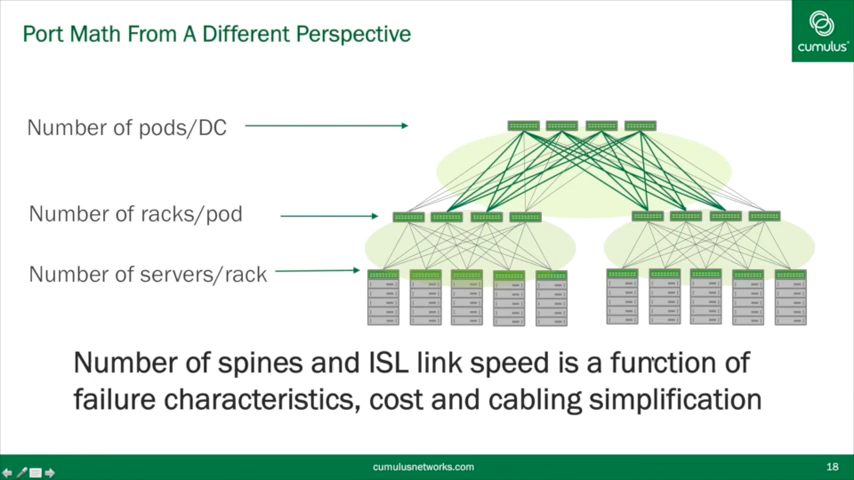 Port Math From A Different Perspective
cumulus
Number of pods/DC
Number of racks/pod
Number of servers/rack
Number of spines and ISL link speed is a function of
failure characteristics, cost and cabling simplification
cumulusnetworks.com
18